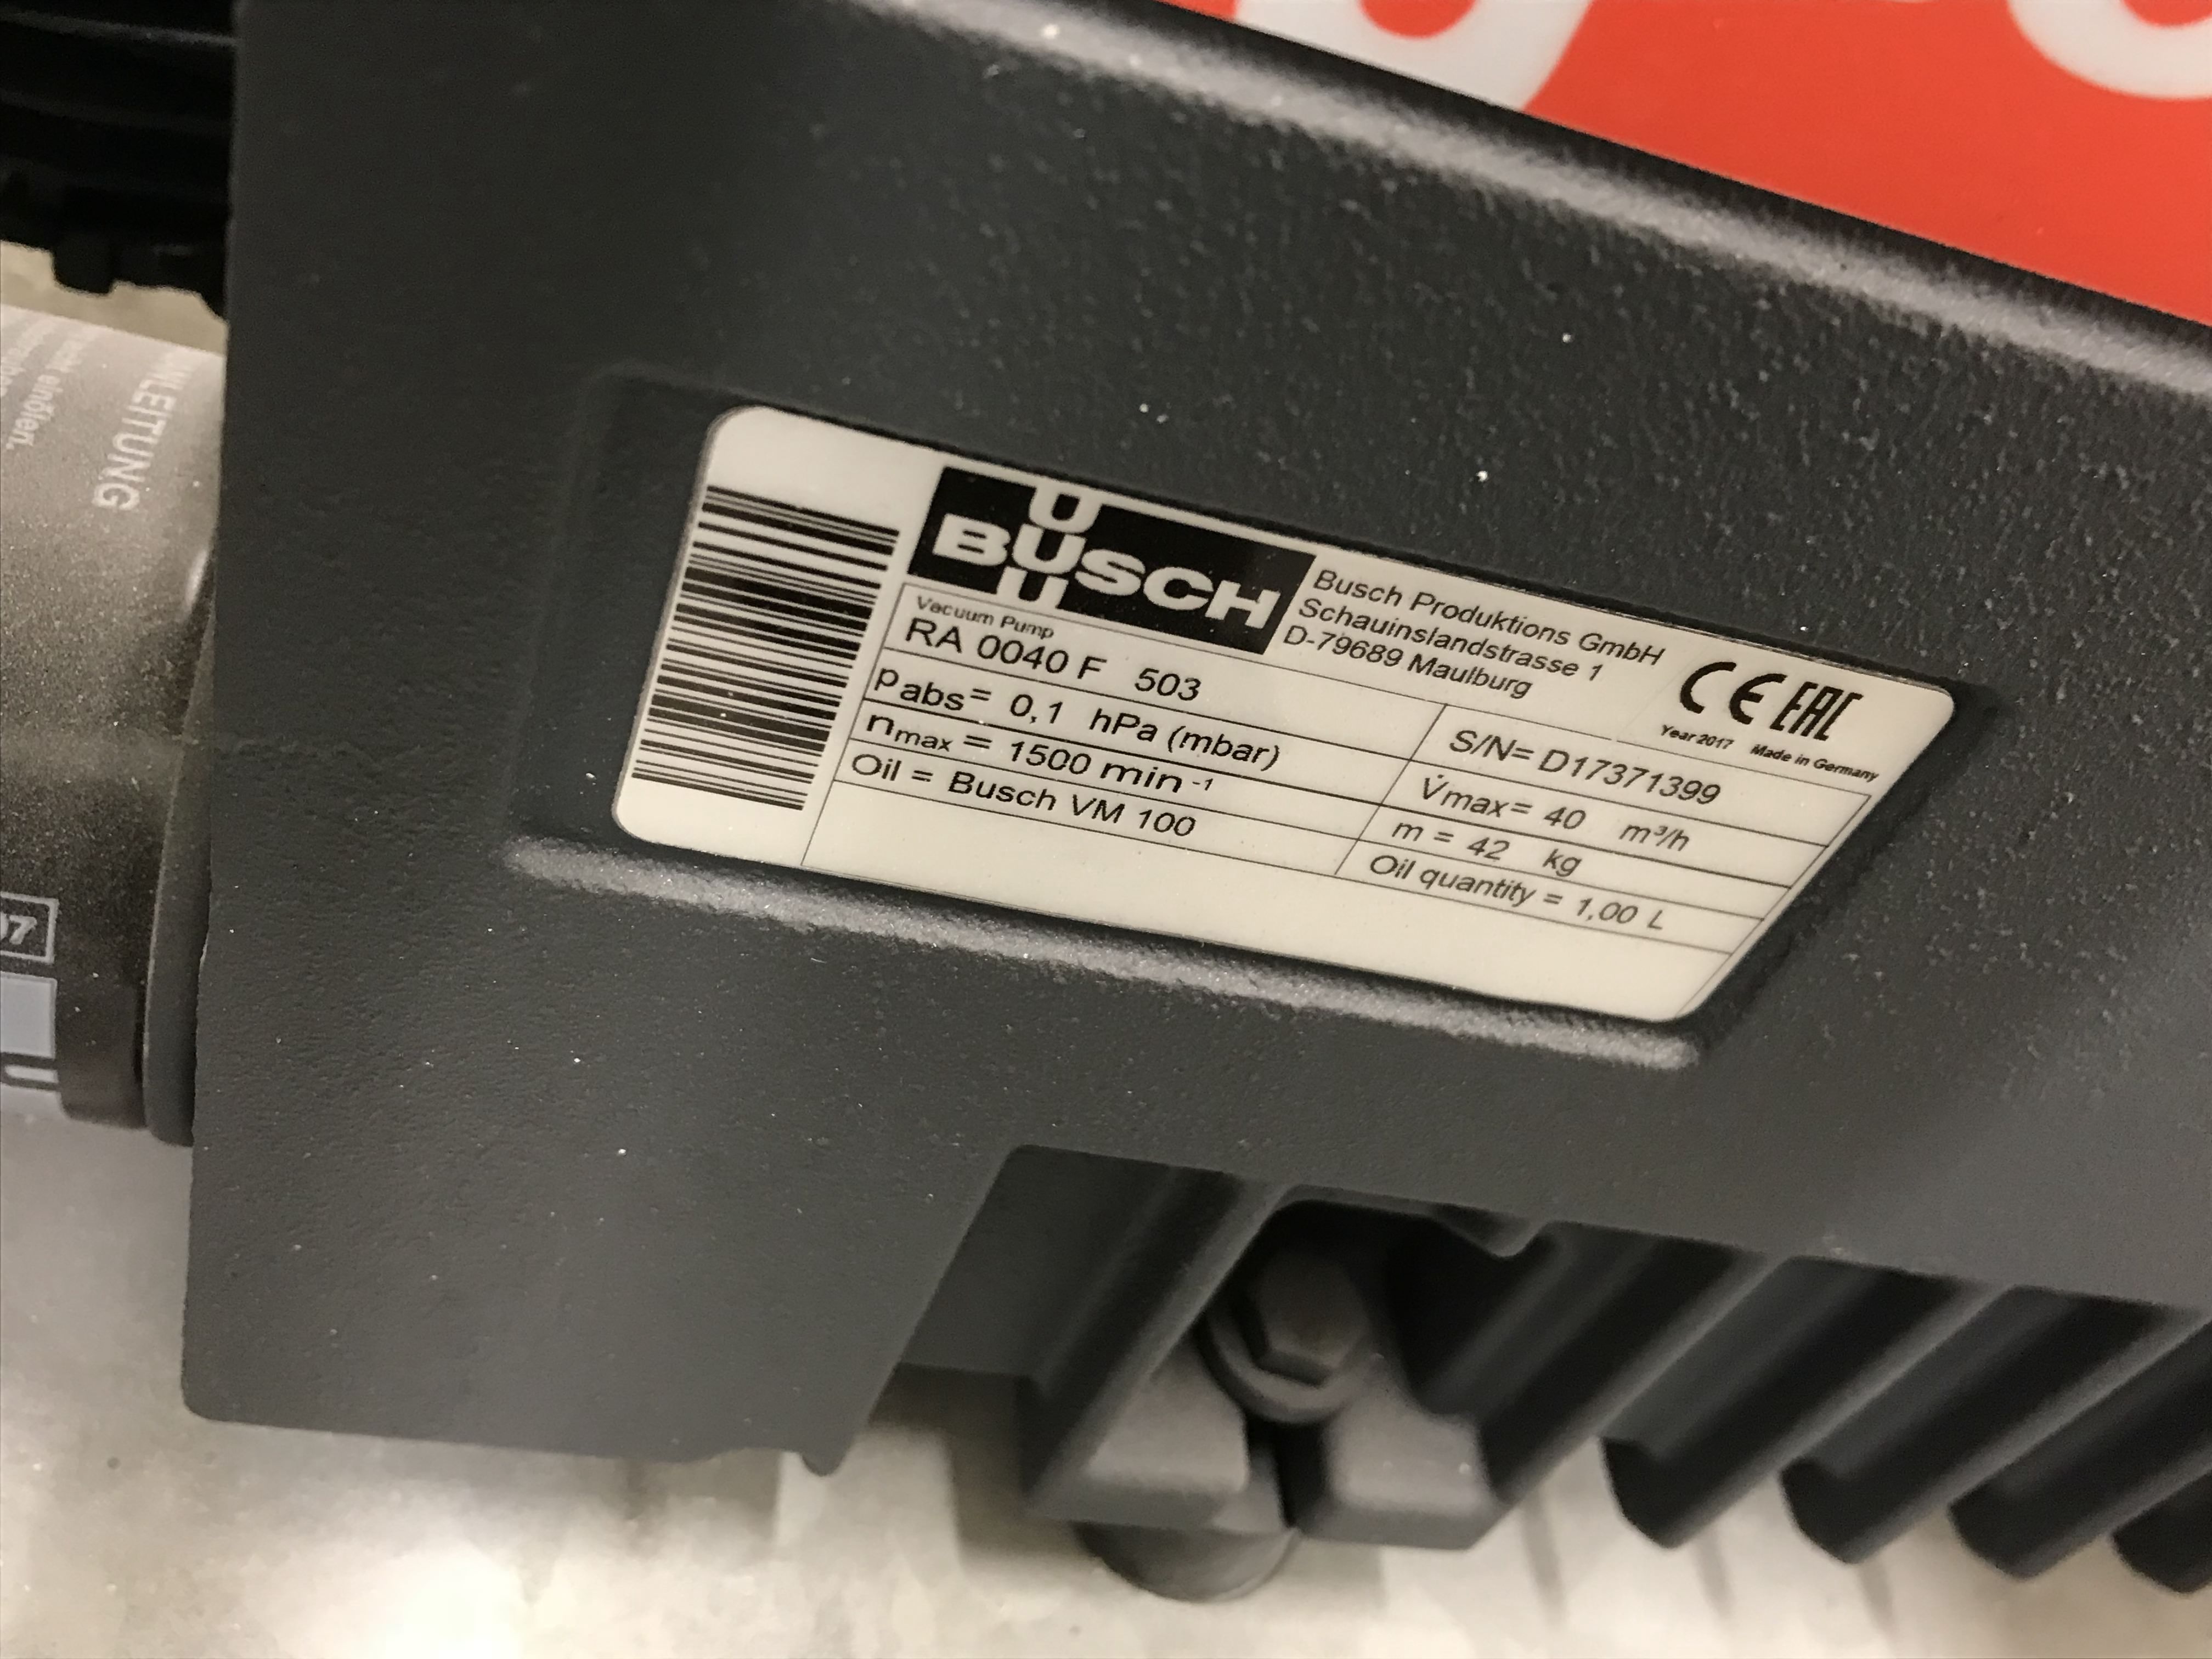 BUSCH
U
U
Busch Produktions GmbH
Schauinslandstrasse 1
D-79689 Maulburg
CE EAC
Year 2017 Made in Germany
Vacuum Pump
RA 0040 F 503
S/N= D17371399
pabs= 0,1 hPa (mbar)
V̇max= 40 m³/h
nmax = 1500 min⁻¹
m = 42 kg
Oil = Busch VM 100
Oil quantity = 1,00 L
einölen.